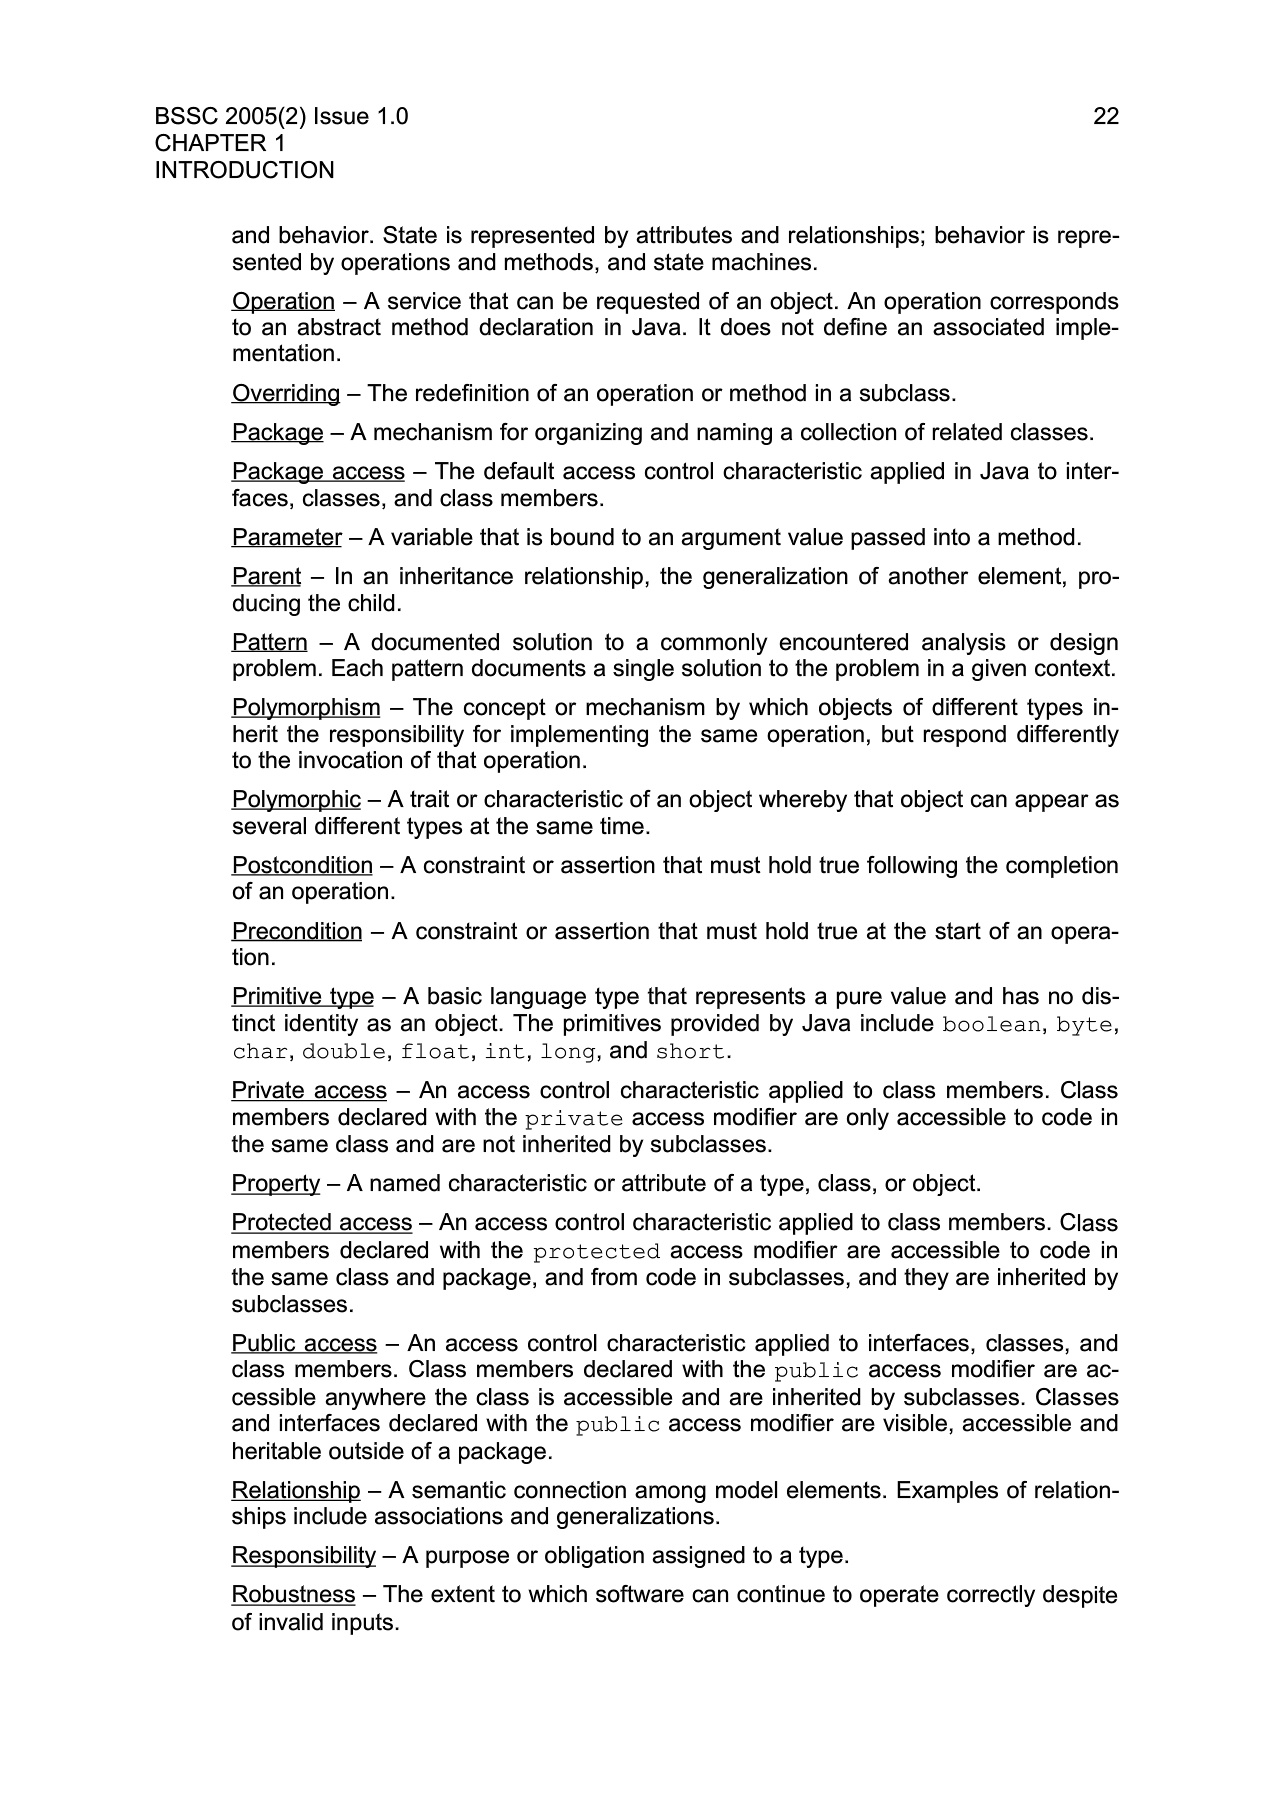 BSSC 2005(2) Issue 1.0 22
CHAPTER 1
INTRODUCTION
and behavior. State is represented by attributes and relationships; behavior is repre-
sented by operations and methods, and state machines.
Operation – A service that can be requested of an object. An operation corresponds
to an abstract method declaration in Java. It does not define an associated imple-
mentation.
Overriding – The redefinition of an operation or method in a subclass.
Package – A mechanism for organizing and naming a collection of related classes.
Package access – The default access control characteristic applied in Java to inter-
faces, classes, and class members.
Parameter – A variable that is bound to an argument value passed into a method.
Parent – In an inheritance relationship, the generalization of another element, pro-
ducing the child.
Pattern – A documented solution to a commonly encountered analysis or design
problem. Each pattern documents a single solution to the problem in a given context.
Polymorphism – The concept or mechanism by which objects of different types in-
herit the responsibility for implementing the same operation, but respond differently
to the invocation of that operation.
Polymorphic – A trait or characteristic of an object whereby that object can appear as
several different types at the same time.
Postcondition – A constraint or assertion that must hold true following the completion
of an operation.
Precondition – A constraint or assertion that must hold true at the start of an opera-
tion.
Primitive type – A basic language type that represents a pure value and has no dis-
tinct identity as an object. The primitives provided by Java include boolean, byte,
char, double, float, int, long, and short.
Private access – An access control characteristic applied to class members. Class
members declared with the private access modifier are only accessible to code in
the same class and are not inherited by subclasses.
Property – A named characteristic or attribute of a type, class, or object.
Protected access – An access control characteristic applied to class members. Class
members declared with the protected access modifier are accessible to code in
the same class and package, and from code in subclasses, and they are inherited by
subclasses.
Public access – An access control characteristic applied to interfaces, classes, and
class members. Class members declared with the public access modifier are ac-
cessible anywhere the class is accessible and are inherited by subclasses. Classes
and interfaces declared with the public access modifier are visible, accessible and
heritable outside of a package.
Relationship – A semantic connection among model elements. Examples of relation-
ships include associations and generalizations.
Responsibility – A purpose or obligation assigned to a type.
Robustness – The extent to which software can continue to operate correctly despite
of invalid inputs.